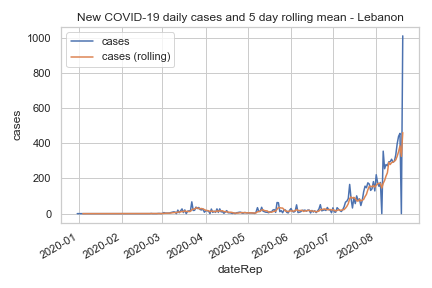 New COVID-19 daily cases and 5 day rolling mean - Lebanon
cases
cases (rolling)
1000
800
600
400
200
0
cases
2020-01
2020-02
2020-03
2020-04
2020-05
2020-06
2020-07
2020-08
dateRep